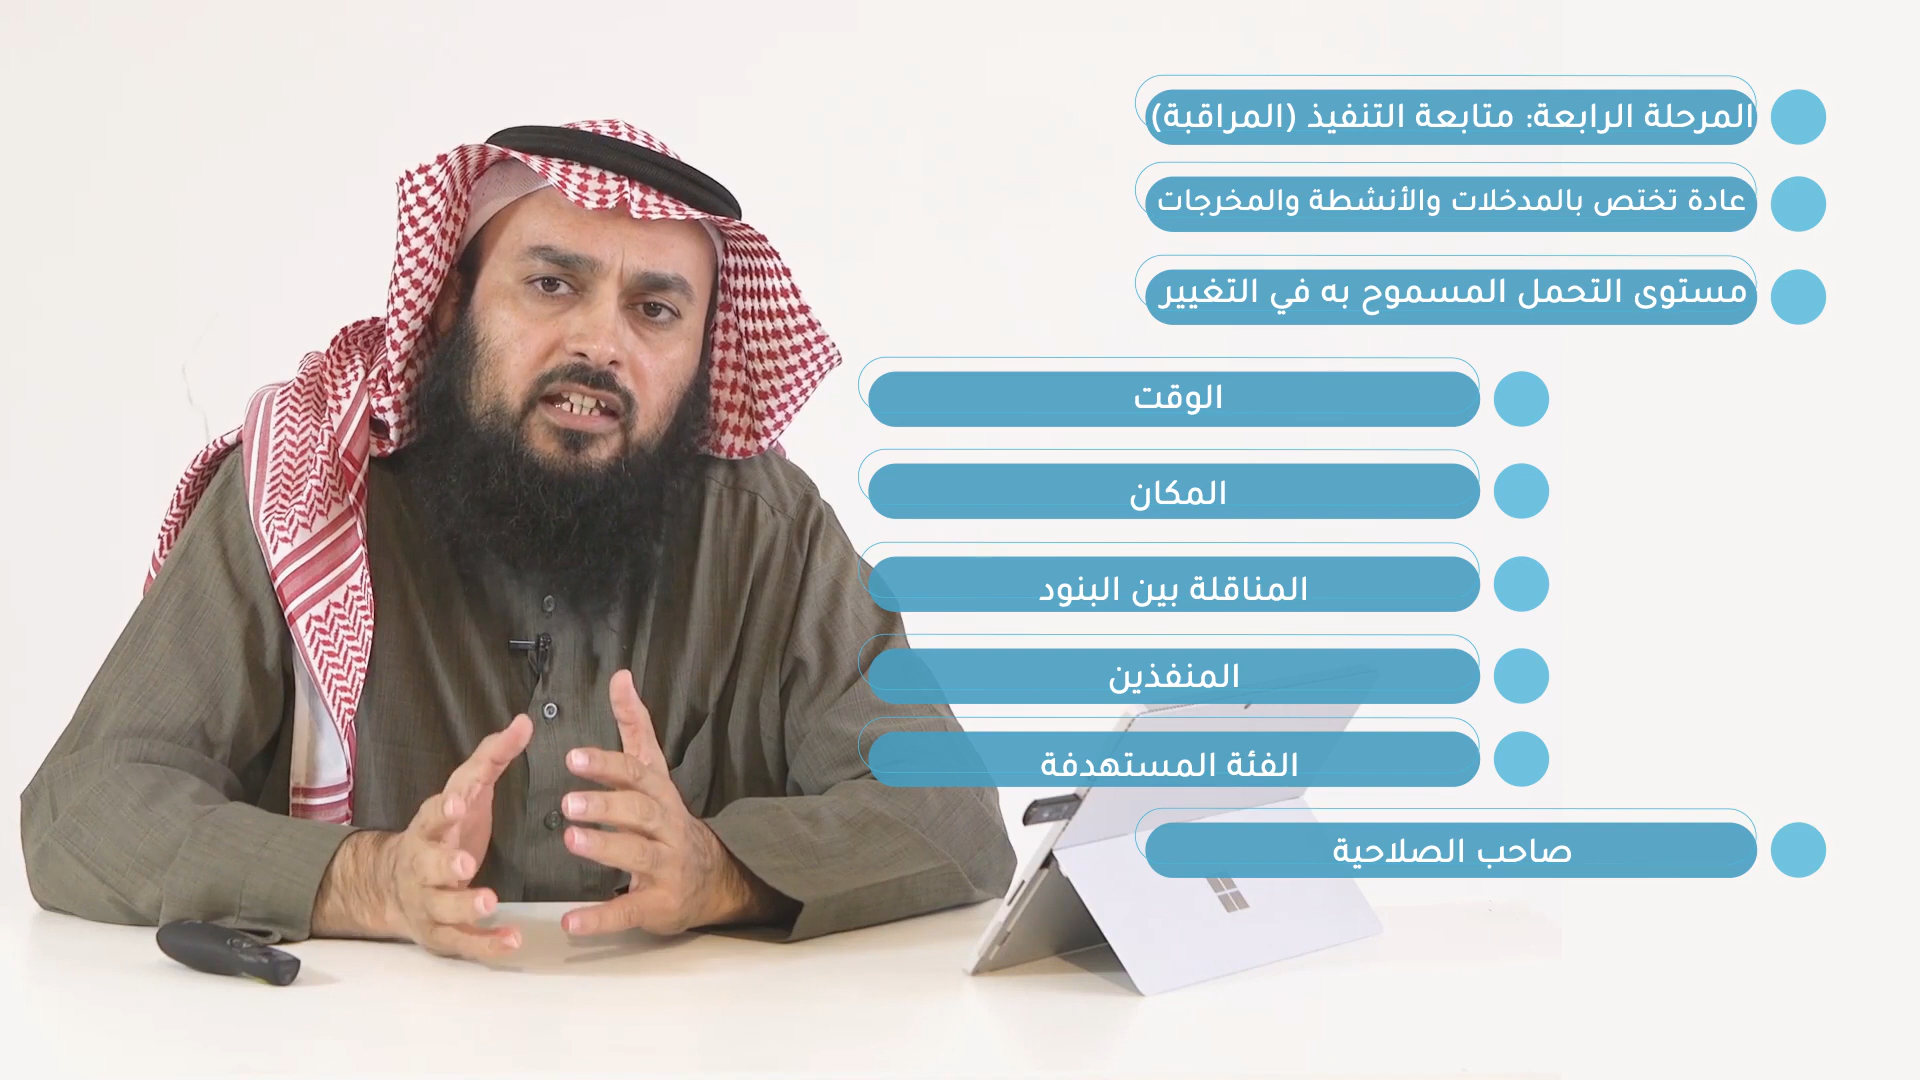 المرحلة الرابعة: متابعة التنفيذ (المراقبة)
عادة تختص بالمدخلات والأنشطة والمخرجات
مستوى التحمل المسموح به في التغيير
الوقت
المكان
المناقلة بين البنود
المنفذين
الفئة المستهدفة
صاحب الصلاحية